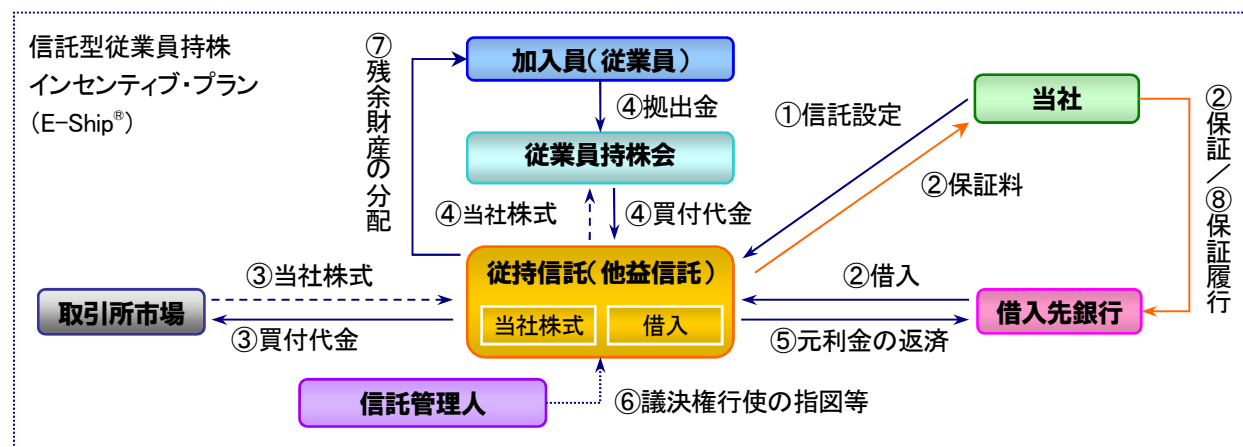 信託型従業員持株
インセンティブ・プラン
(E-Ship®)
⑦残余財産の分配
加入員(従業員)
④拠出金
従業員持株会
④当社株式
④買付代金
①信託設定
②保証料
当社
②保証/⑧保証履行
従持信託(他益信託)
当社株式
借入
③当社株式
取引所市場
③買付代金
②借入
⑤元利金の返済
借入先銀行
信託管理人
⑥議決権行使の指図等